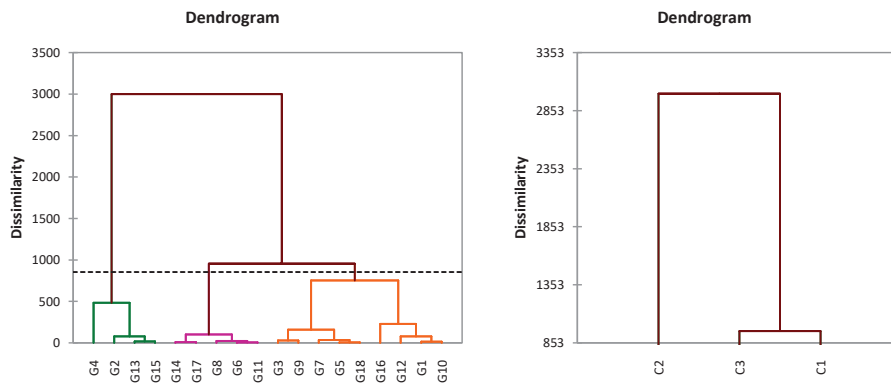 Dendrogram
Dissimilarity
3500
3000
2500
2000
1500
1000
500
0
G4 G2 G13 G15 G14 G17 G8 G6 G11 G3 G9 G7 G5 G18 G16 G12 G1 G10
Dendrogram
Dissimilarity
3353
2853
2353
1853
1353
853
C2 C3 C1